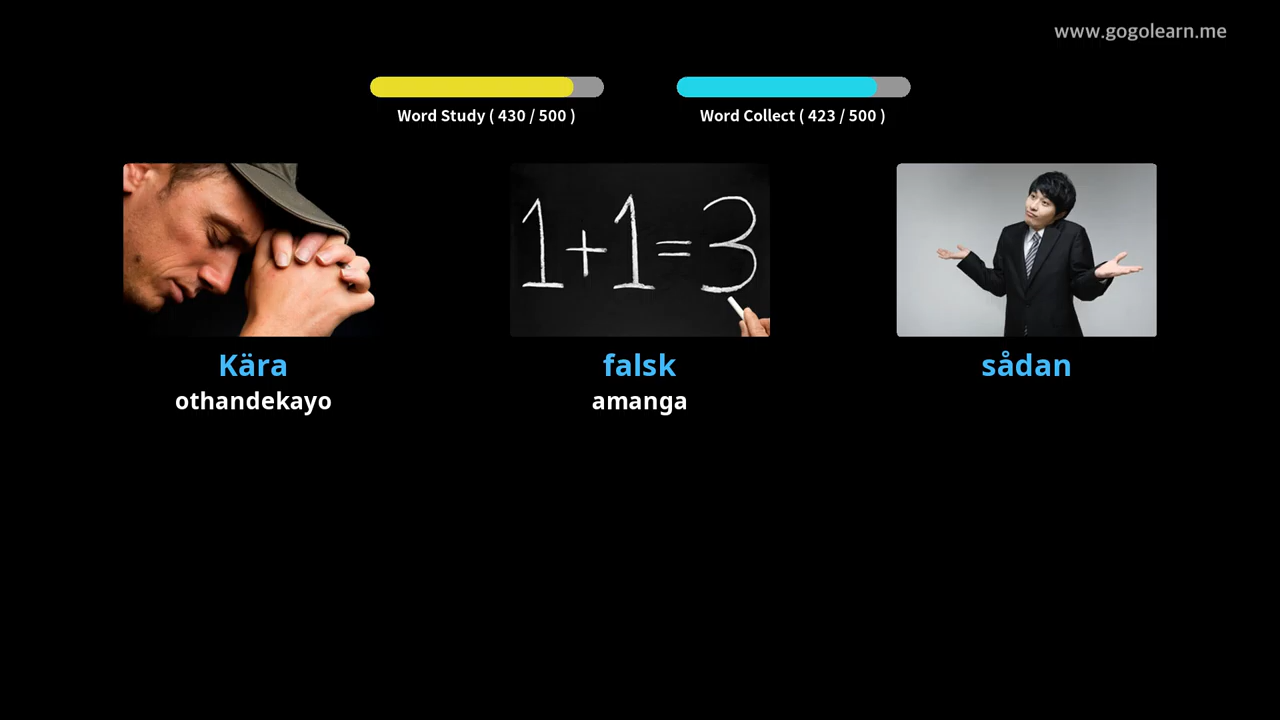 www.gogolearn.me
Word Study ( 430 / 500 )
Word Collect ( 423 / 500 )
1+1=3
Kära
falsk
sådan
othandekayo
amanga